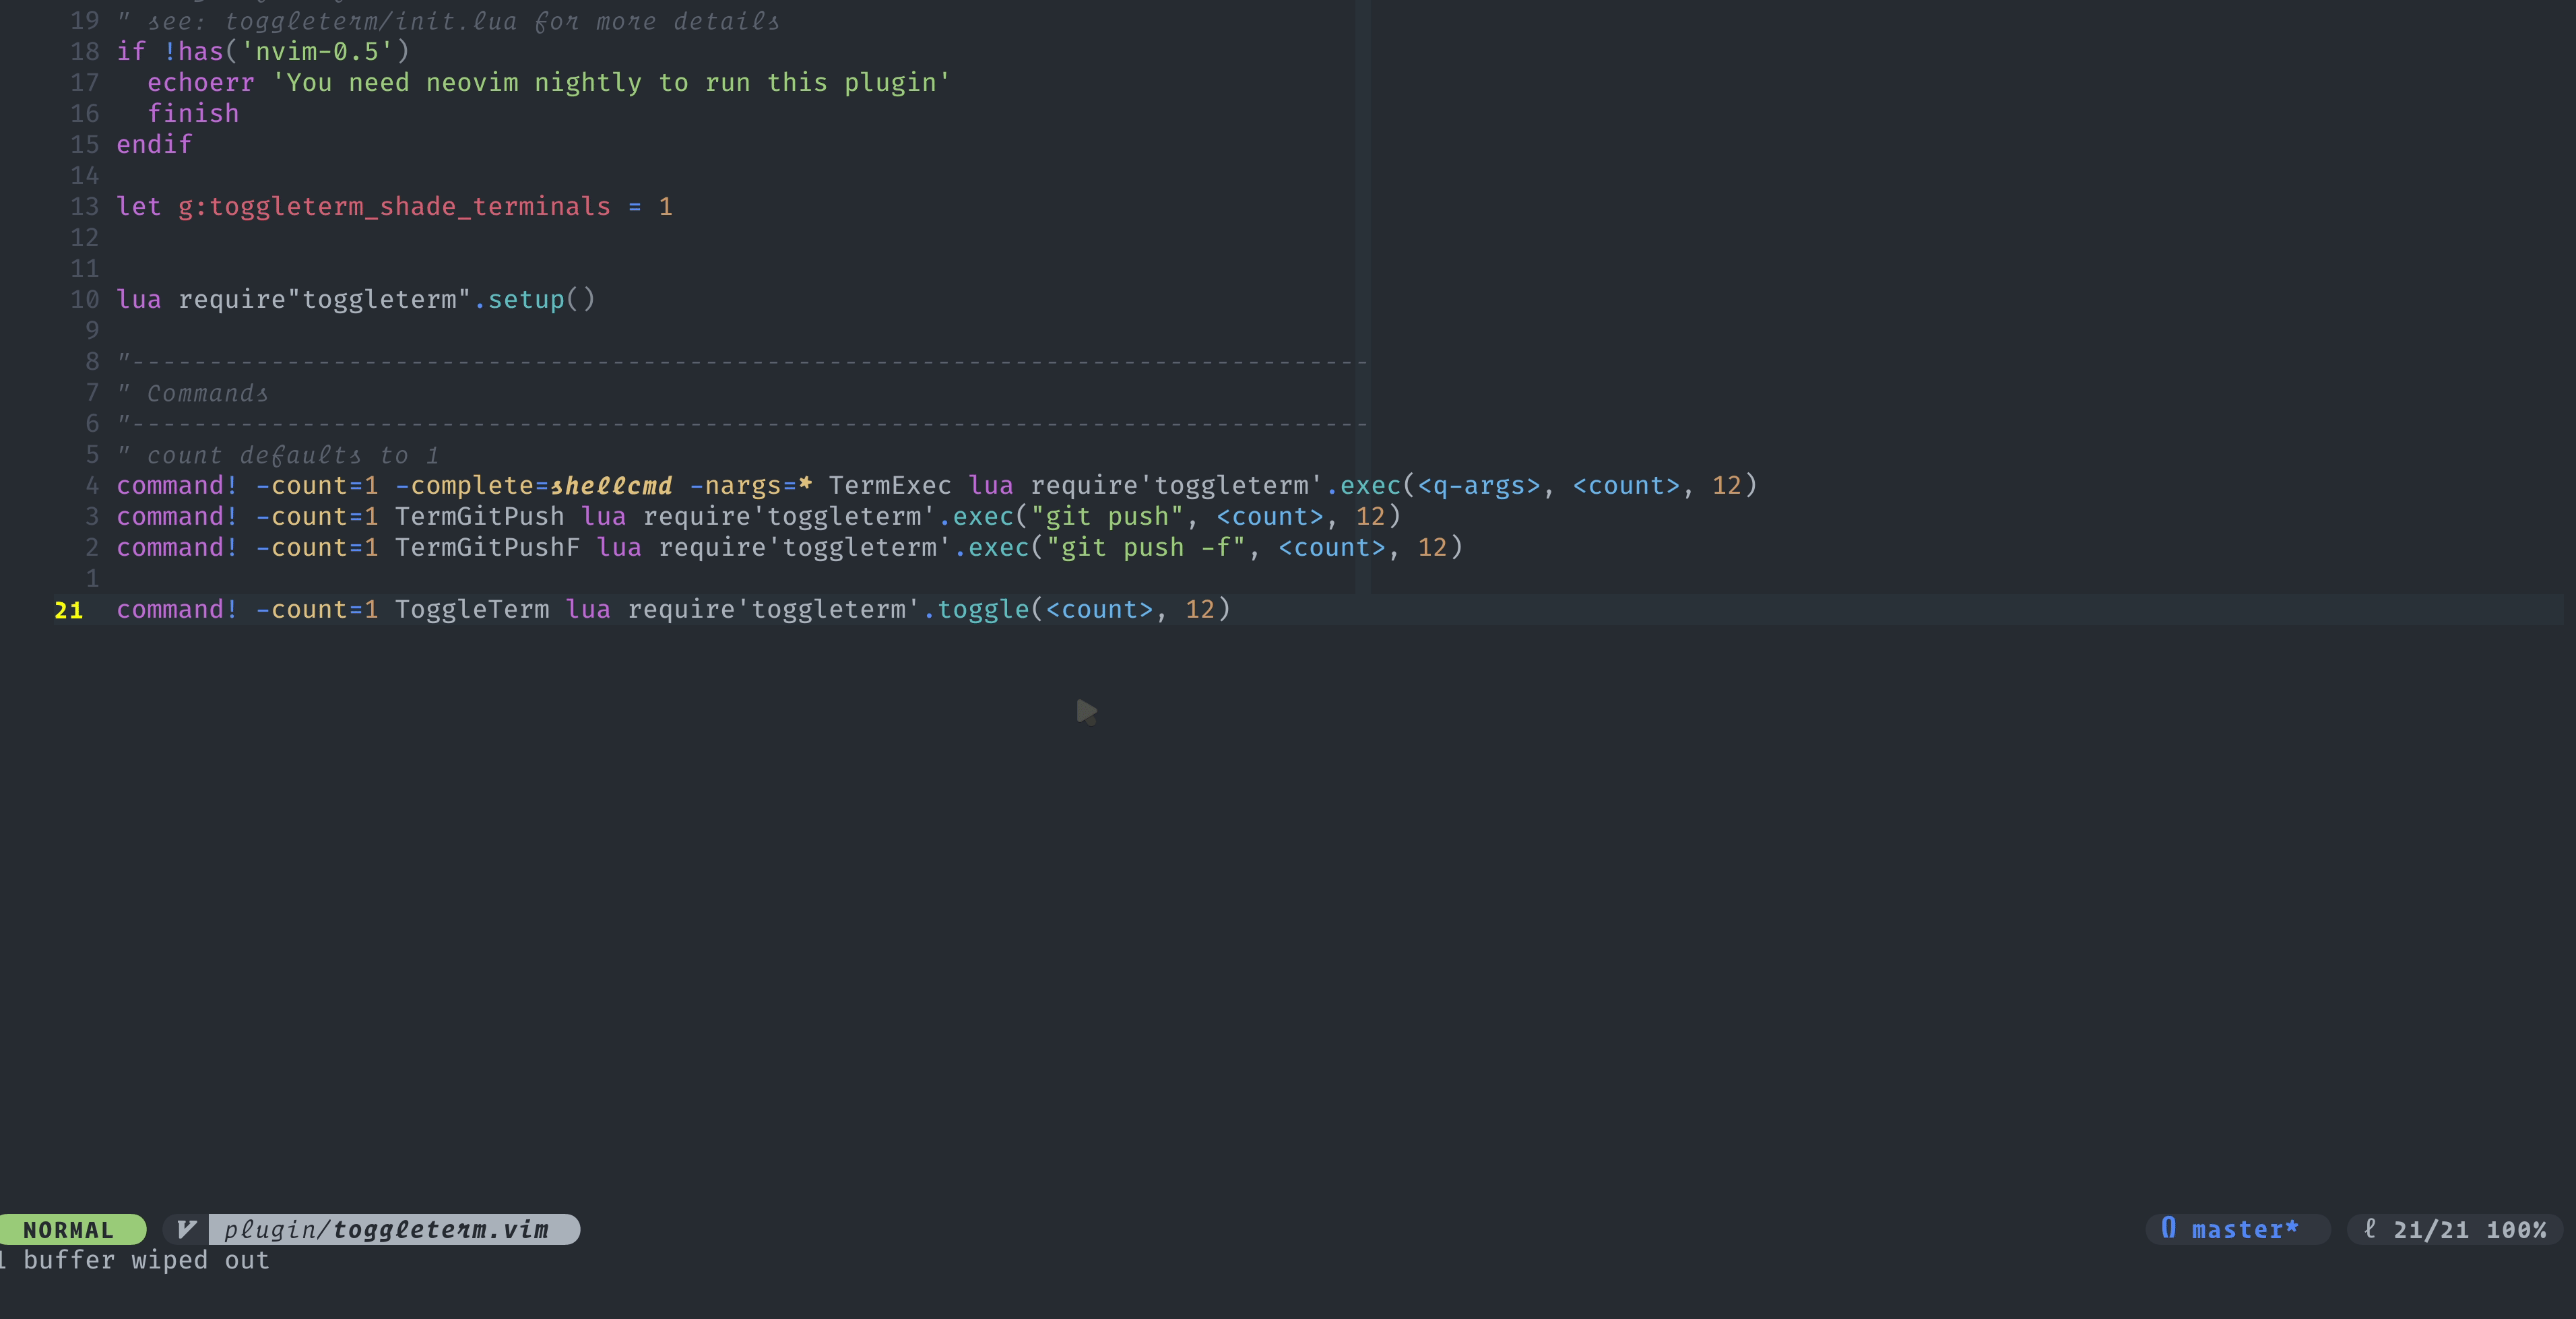 19 " see: toggleterm/init.lua for more details
18 if !has('nvim-0.5')
17   echoerr 'You need neovim nightly to run this plugin'
16   finish
15 endif
14
13 let g:toggleterm_shade_terminals = 1
12
11
10 lua require"toggleterm".setup()
9
8 "--------------------------------------------------------------------------------
7 " Commands
6 "--------------------------------------------------------------------------------
5 " count defaults to 1
4 command! -count=1 -complete=shellcmd -nargs=* TermExec lua require'toggleterm'.exec(<q-args>, <count>, 12)
3 command! -count=1 TermGitPush lua require'toggleterm'.exec("git push", <count>, 12)
2 command! -count=1 TermGitPushF lua require'toggleterm'.exec("git push -f", <count>, 12)
1
21 command! -count=1 ToggleTerm lua require'toggleterm'.toggle(<count>, 12)
NORMAL plugin/toggleterm.vim master* ℓ 21/21 100%
1 buffer wiped out